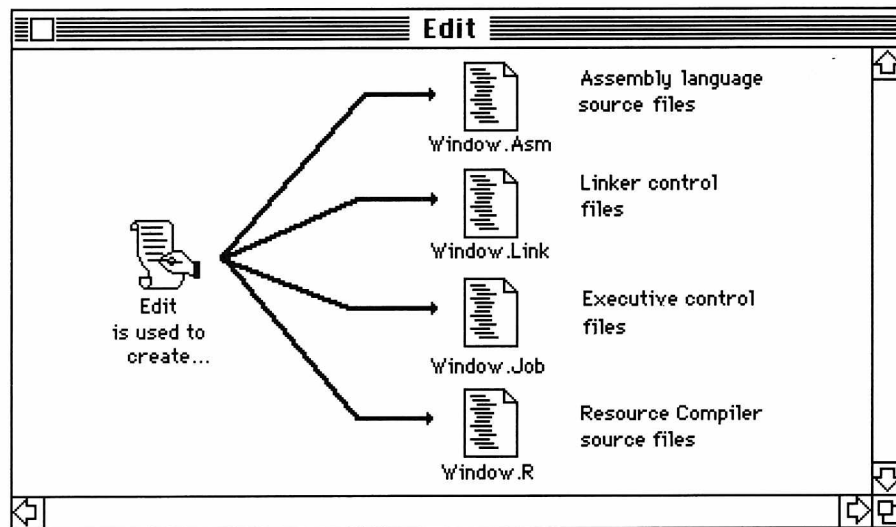 Edit
Assembly language
source files
Window.Asm
Linker control
files
Window.Link
Edit
is used to
create...
Executive control
files
Window.Job
Resource Compiler
source files
Window.R